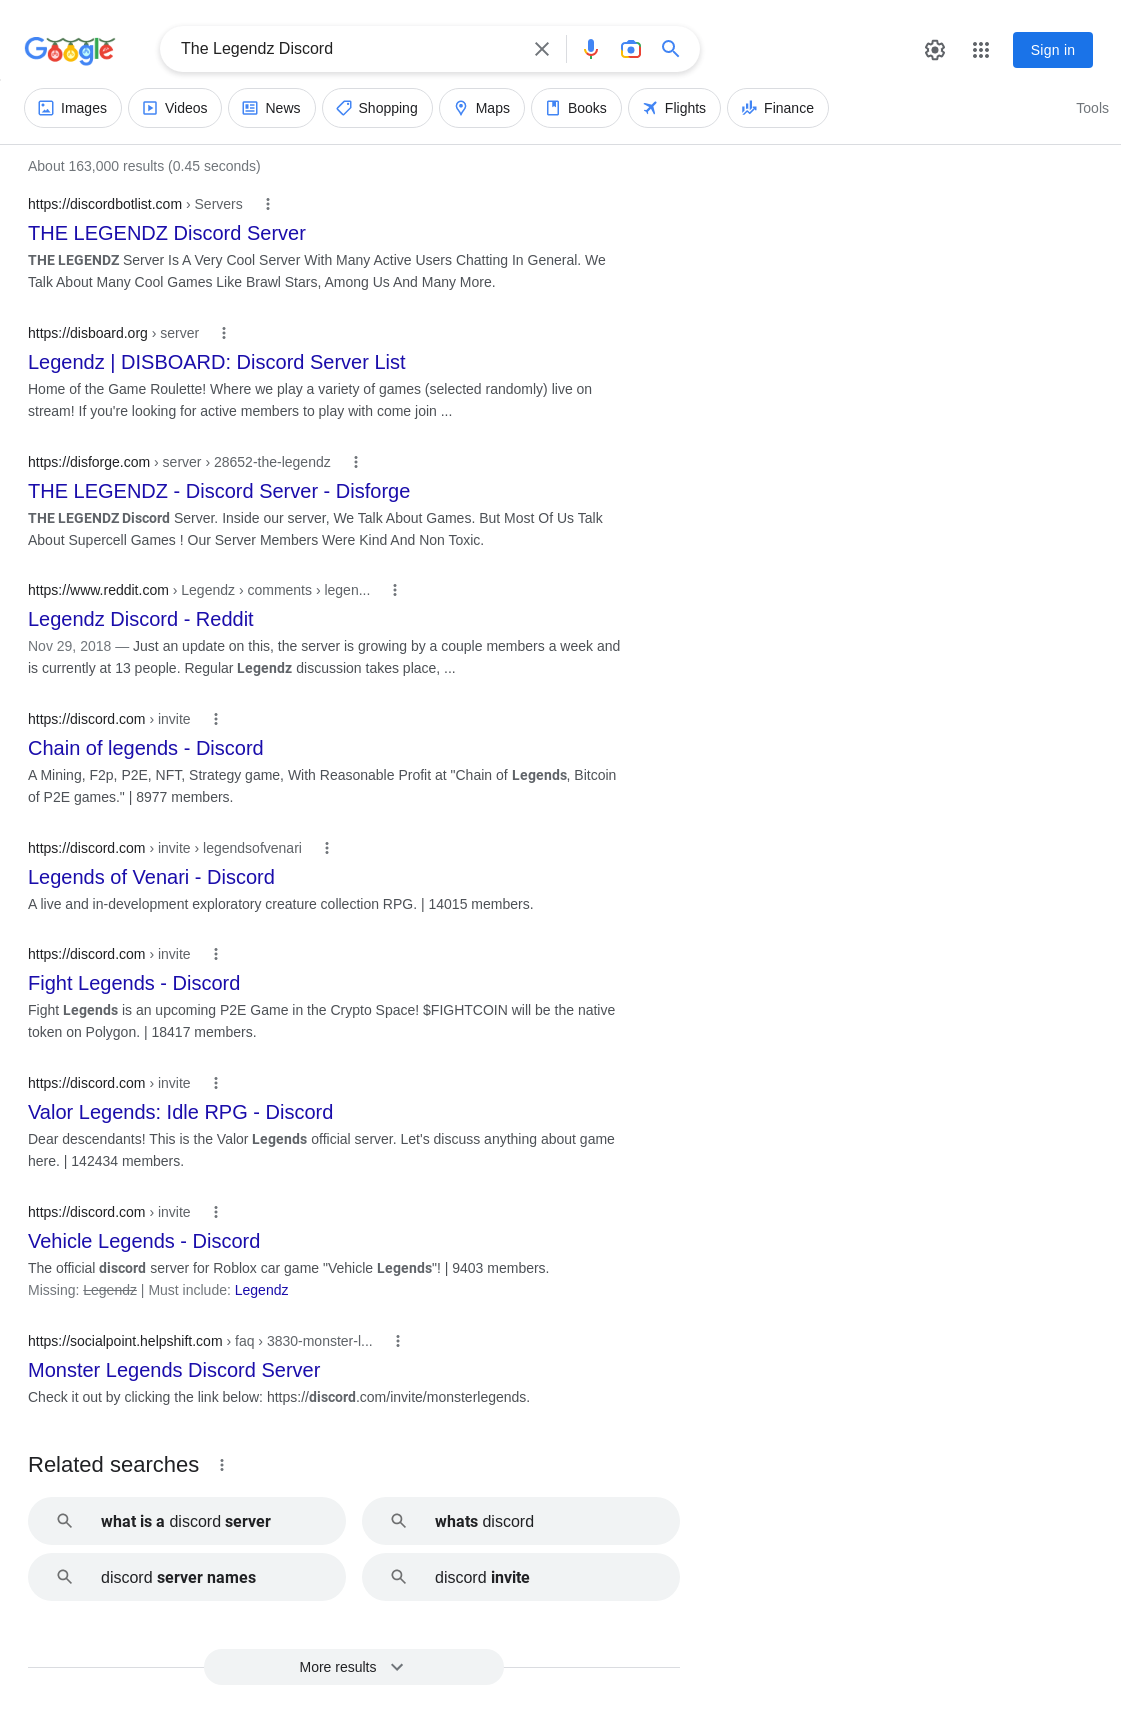 Google
The Legendz Discord
Sign in
Images
Videos
News
Shopping
Maps
Books
Flights
Finance
Tools
About 163,000 results (0.45 seconds)
https://discordbotlist.com › Servers
THE LEGENDZ Discord Server
THE LEGENDZ Server Is A Very Cool Server With Many Active Users Chatting In General. We
Talk About Many Cool Games Like Brawl Stars, Among Us And Many More.
https://disboard.org › server
Legendz | DISBOARD: Discord Server List
Home of the Game Roulette! Where we play a variety of games (selected randomly) live on
stream! If you're looking for active members to play with come join ...
https://disforge.com › server › 28652-the-legendz
THE LEGENDZ - Discord Server - Disforge
THE LEGENDZ Discord Server. Inside our server, We Talk About Games. But Most Of Us Talk
About Supercell Games ! Our Server Members Were Kind And Non Toxic.
https://www.reddit.com › Legendz › comments › legen...
Legendz Discord - Reddit
Nov 29, 2018 — Just an update on this, the server is growing by a couple members a week and
is currently at 13 people. Regular Legendz discussion takes place, ...
https://discord.com › invite
Chain of legends - Discord
A Mining, F2p, P2E, NFT, Strategy game, With Reasonable Profit at "Chain of Legends, Bitcoin
of P2E games." | 8977 members.
https://discord.com › invite › legendsofvenari
Legends of Venari - Discord
A live and in-development exploratory creature collection RPG. | 14015 members.
https://discord.com › invite
Fight Legends - Discord
Fight Legends is an upcoming P2E Game in the Crypto Space! $FIGHTCOIN will be the native
token on Polygon. | 18417 members.
https://discord.com › invite
Valor Legends: Idle RPG - Discord
Dear descendants! This is the Valor Legends official server. Let's discuss anything about game
here. | 142434 members.
https://discord.com › invite
Vehicle Legends - Discord
The official discord server for Roblox car game "Vehicle Legends"! | 9403 members.
Missing: Legendz | Must include: Legendz
https://socialpoint.helpshift.com › faq › 3830-monster-l...
Monster Legends Discord Server
Check it out by clicking the link below: https://discord.com/invite/monsterlegends.
Related searches
what is a discord server
whats discord
discord server names
discord invite
More results